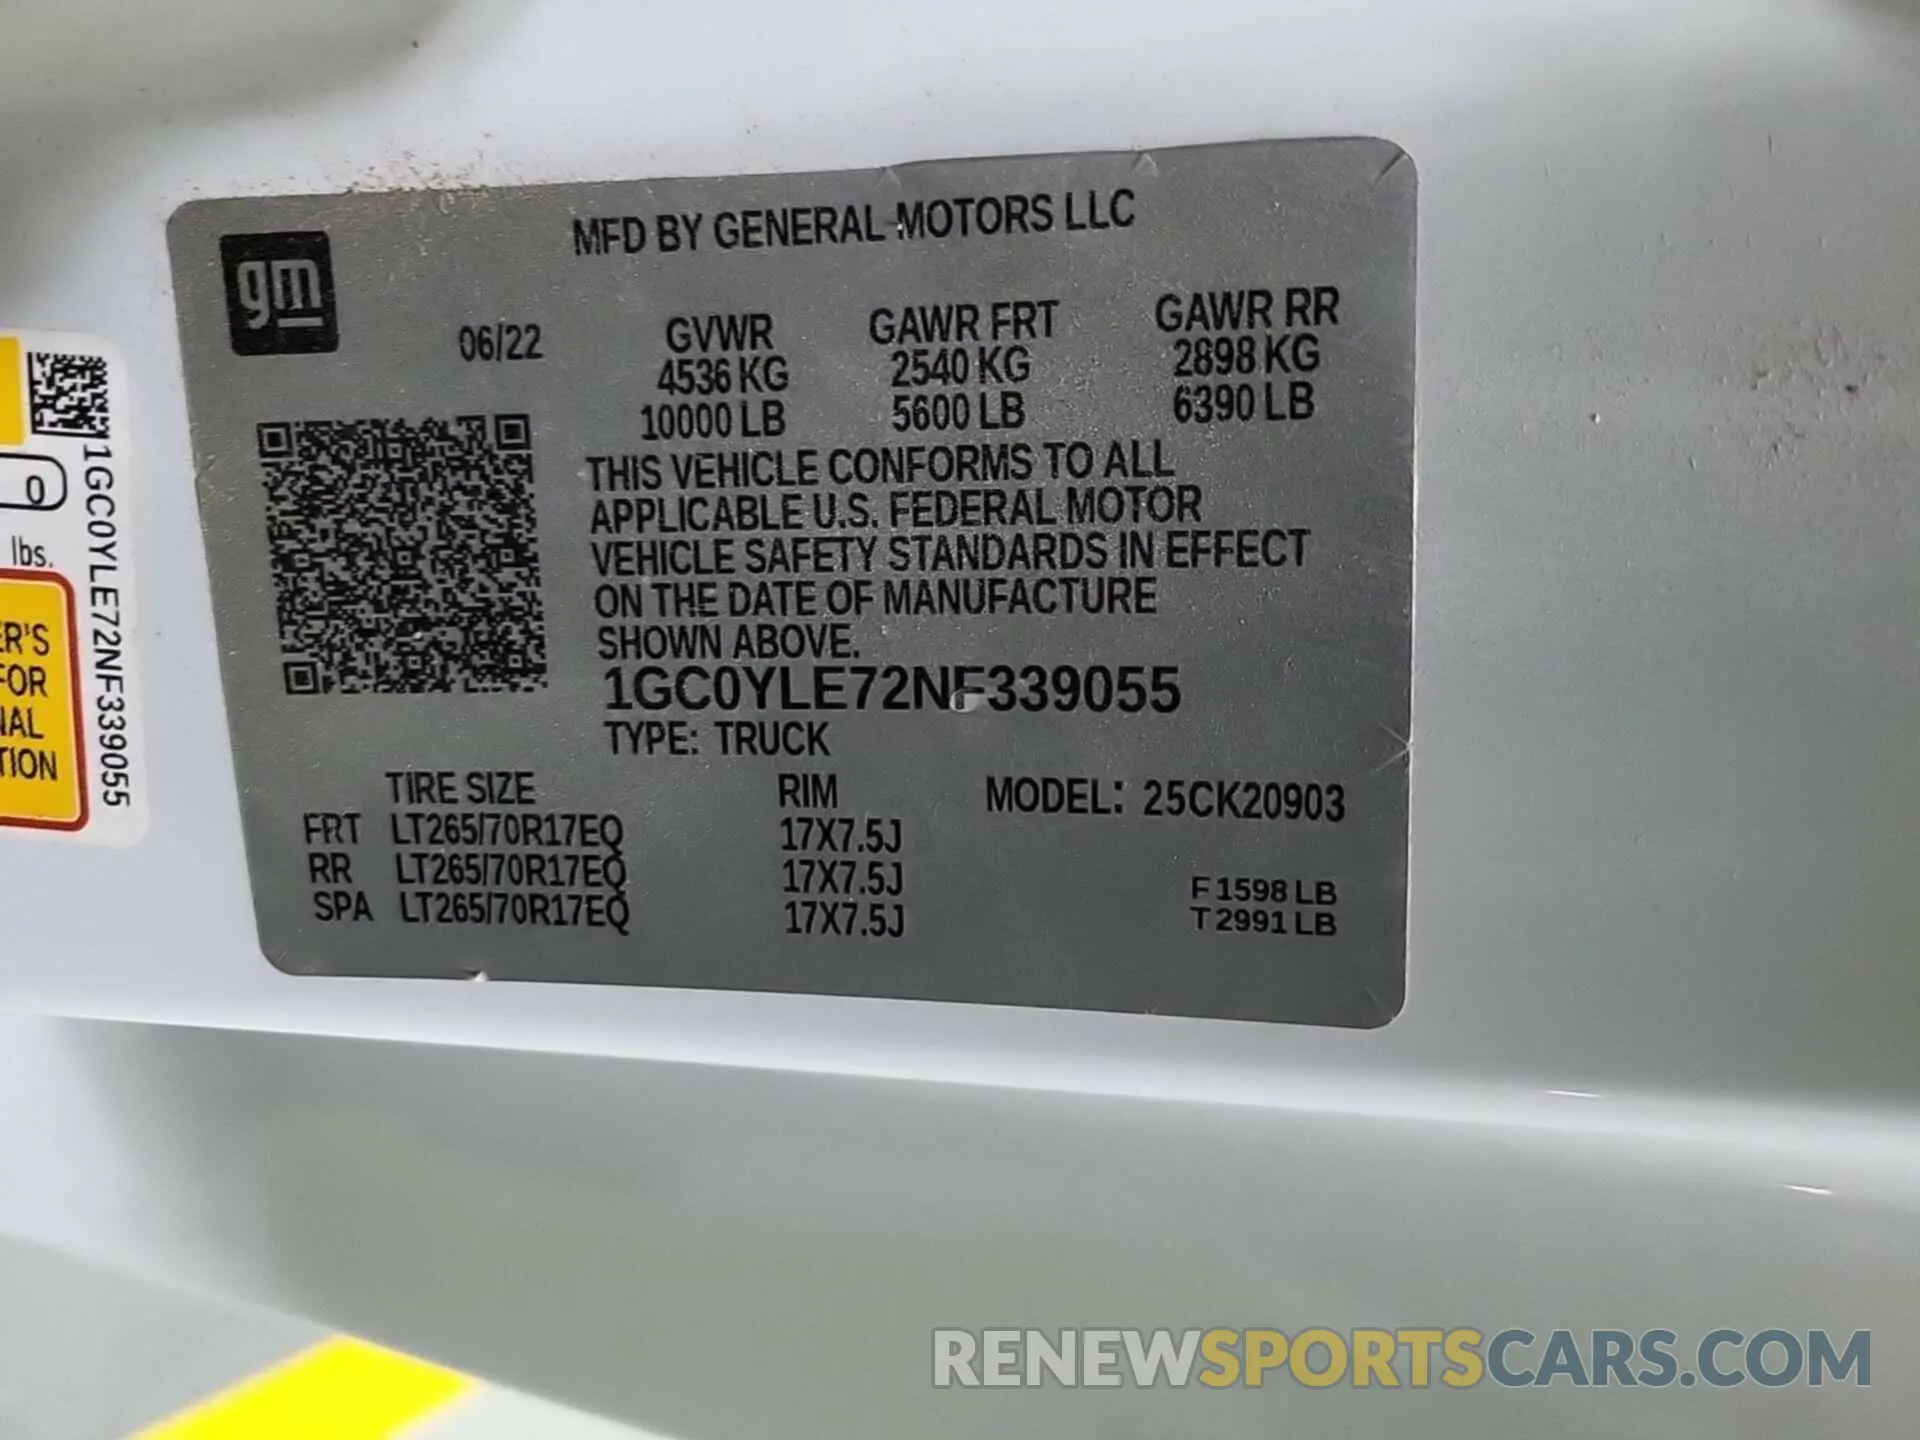 MFD BY GENERAL MOTORS LLC
gm
06/22
GVWR GAWR FRT GAWR RR
4536 KG 2540 KG 2898 KG
10000 LB 5600 LB 6390 LB
THIS VEHICLE CONFORMS TO ALL
APPLICABLE U.S. FEDERAL MOTOR
VEHICLE SAFETY STANDARDS IN EFFECT
ON THE DATE OF MANUFACTURE
SHOWN ABOVE.
1GC0YLE72NF339055
TYPE: TRUCK
TIRE SIZE RIM MODEL: 25CK20903
FRT LT265/70R17EQ 17X7.5J
RR LT265/70R17EQ 17X7.5J
SPA LT265/70R17EQ 17X7.5J
F 1598 LB
T 2991 LB
1GC0YLE72NF339055
0
lbs.
ER'S
FOR
NAL
TION
RENEWSPORTSCARS.COM